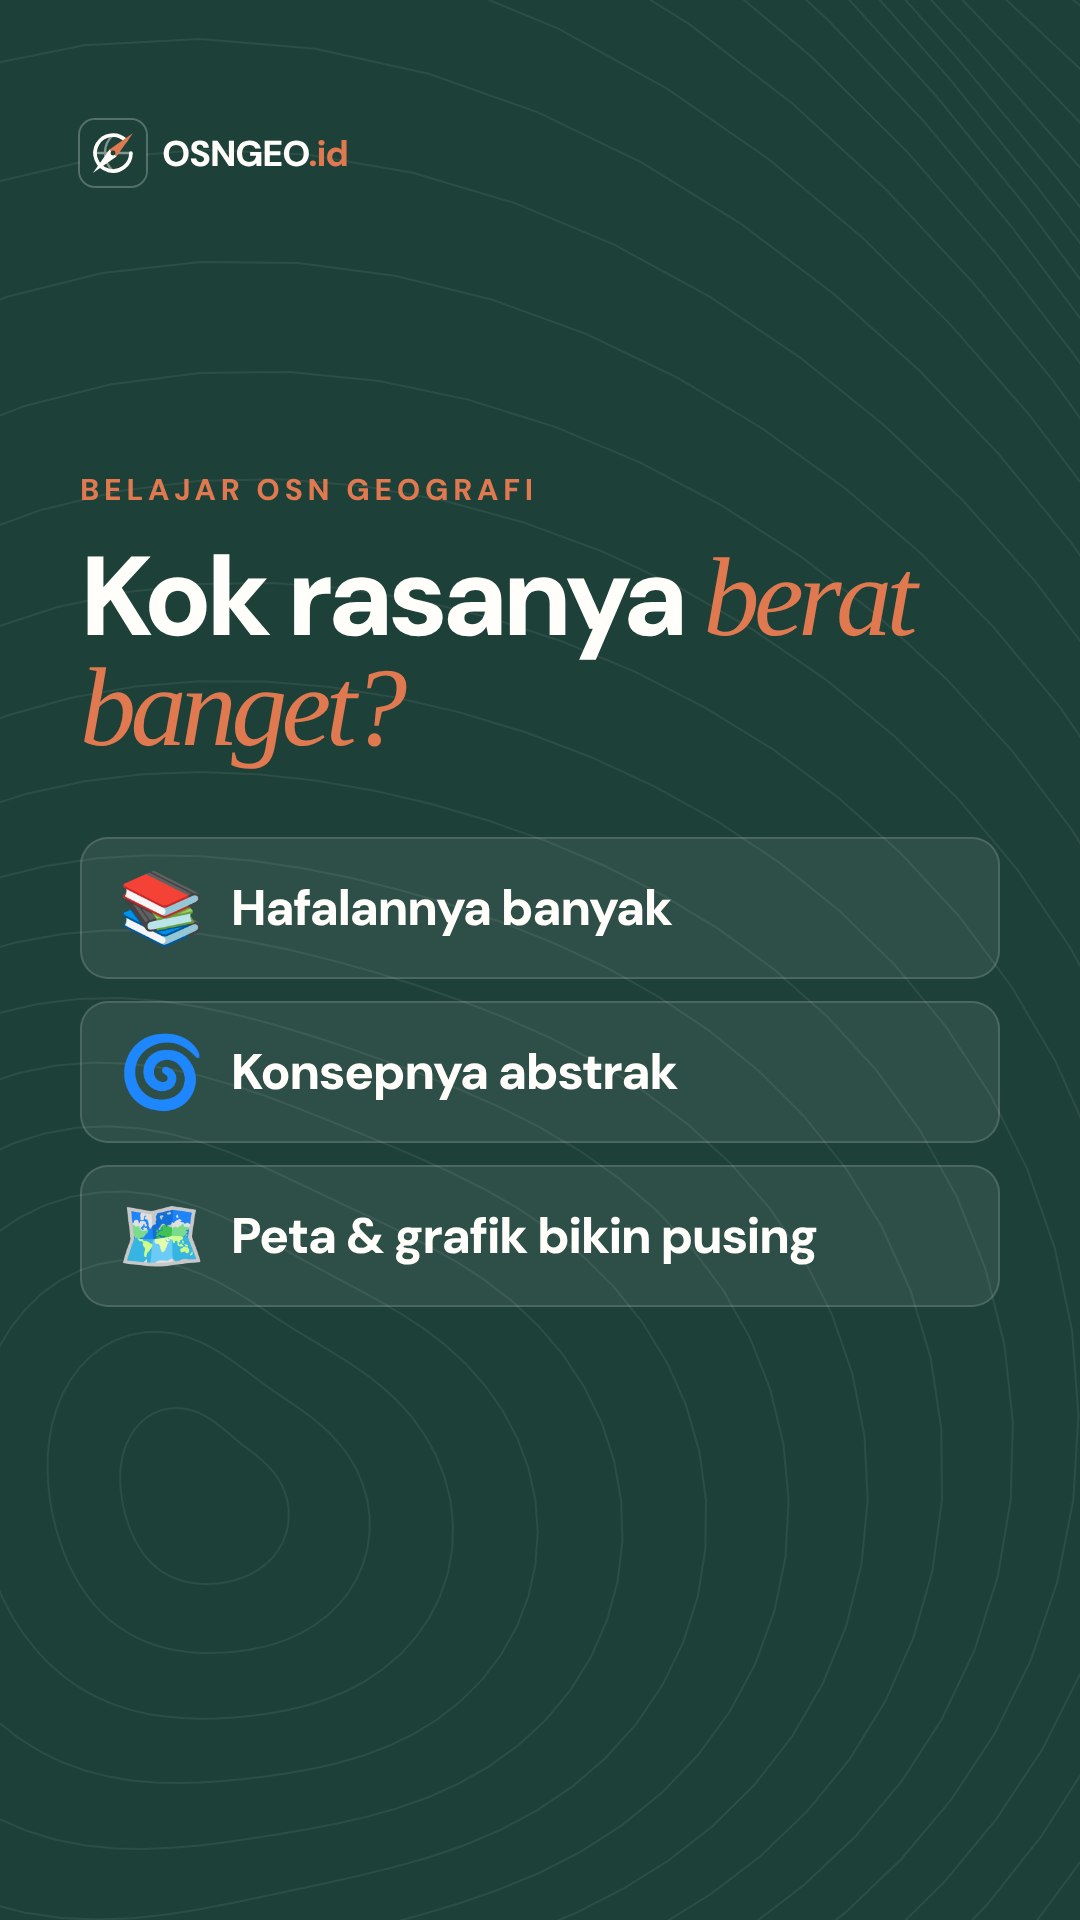 OSNGEO.id
BELAJAR OSN GEOGRAFI
Kok rasanya berat
banget?
Hafalannya banyak
Konsepnya abstrak
Peta & grafik bikin pusing